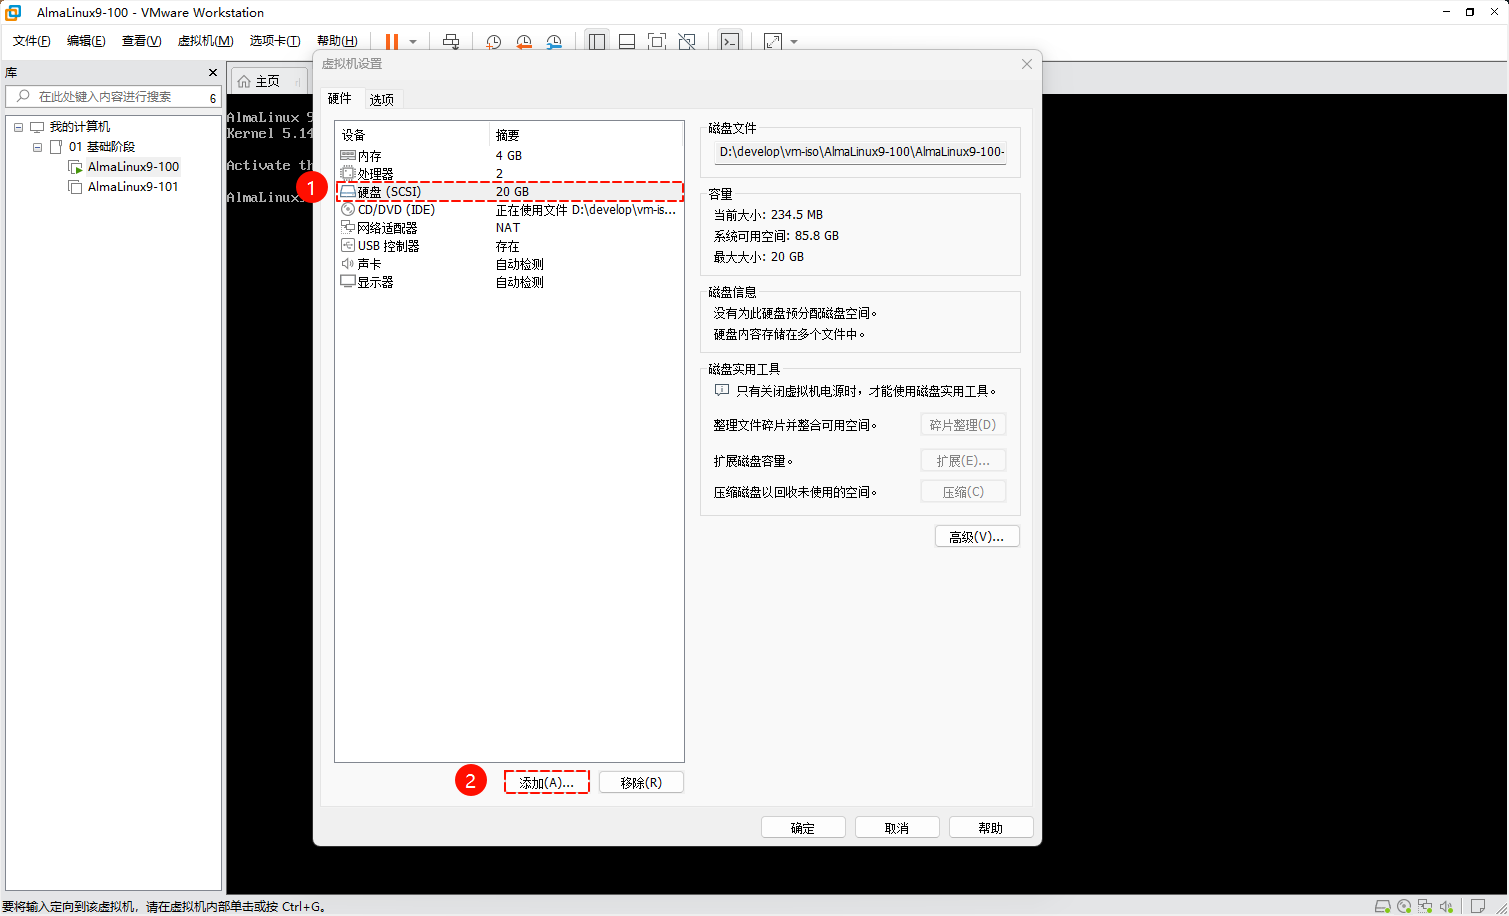 AlmaLinux9-100 - VMware Workstation
文件(F) 编辑(E) 查看(V) 虚拟机(M) 选项卡(T) 帮助(H)
库
在此处键入内容进行搜索
我的计算机
01 基础阶段
AlmaLinux9-100
AlmaLinux9-101
主页
AlmaLinux 9
Kernel 5.14
Activate th
AlmaLinux
虚拟机设置
硬件 选项
设备 摘要
内存 4 GB
处理器 2
1
硬盘 (SCSI) 20 GB
CD/DVD (IDE) 正在使用文件 D:\develop\vm-is...
网络适配器 NAT
USB 控制器 存在
声卡 自动检测
显示器 自动检测
2
添加(A)... 移除(R)
磁盘文件
D:\develop\vm-iso\AlmaLinux9-100\AlmaLinux9-100-
容量
当前大小: 234.5 MB
系统可用空间: 85.8 GB
最大大小: 20 GB
磁盘信息
没有为此硬盘预分配磁盘空间。
硬盘内容存储在多个文件中。
磁盘实用工具
只有关闭虚拟机电源时，才能使用磁盘实用工具。
整理文件碎片并整合可用空间。 碎片整理(D)
扩展磁盘容量。 扩展(E)...
压缩磁盘以回收未使用的空间。 压缩(C)
高级(V)...
确定 取消 帮助
要将输入定向到该虚拟机，请在虚拟机内部单击或按 Ctrl+G。